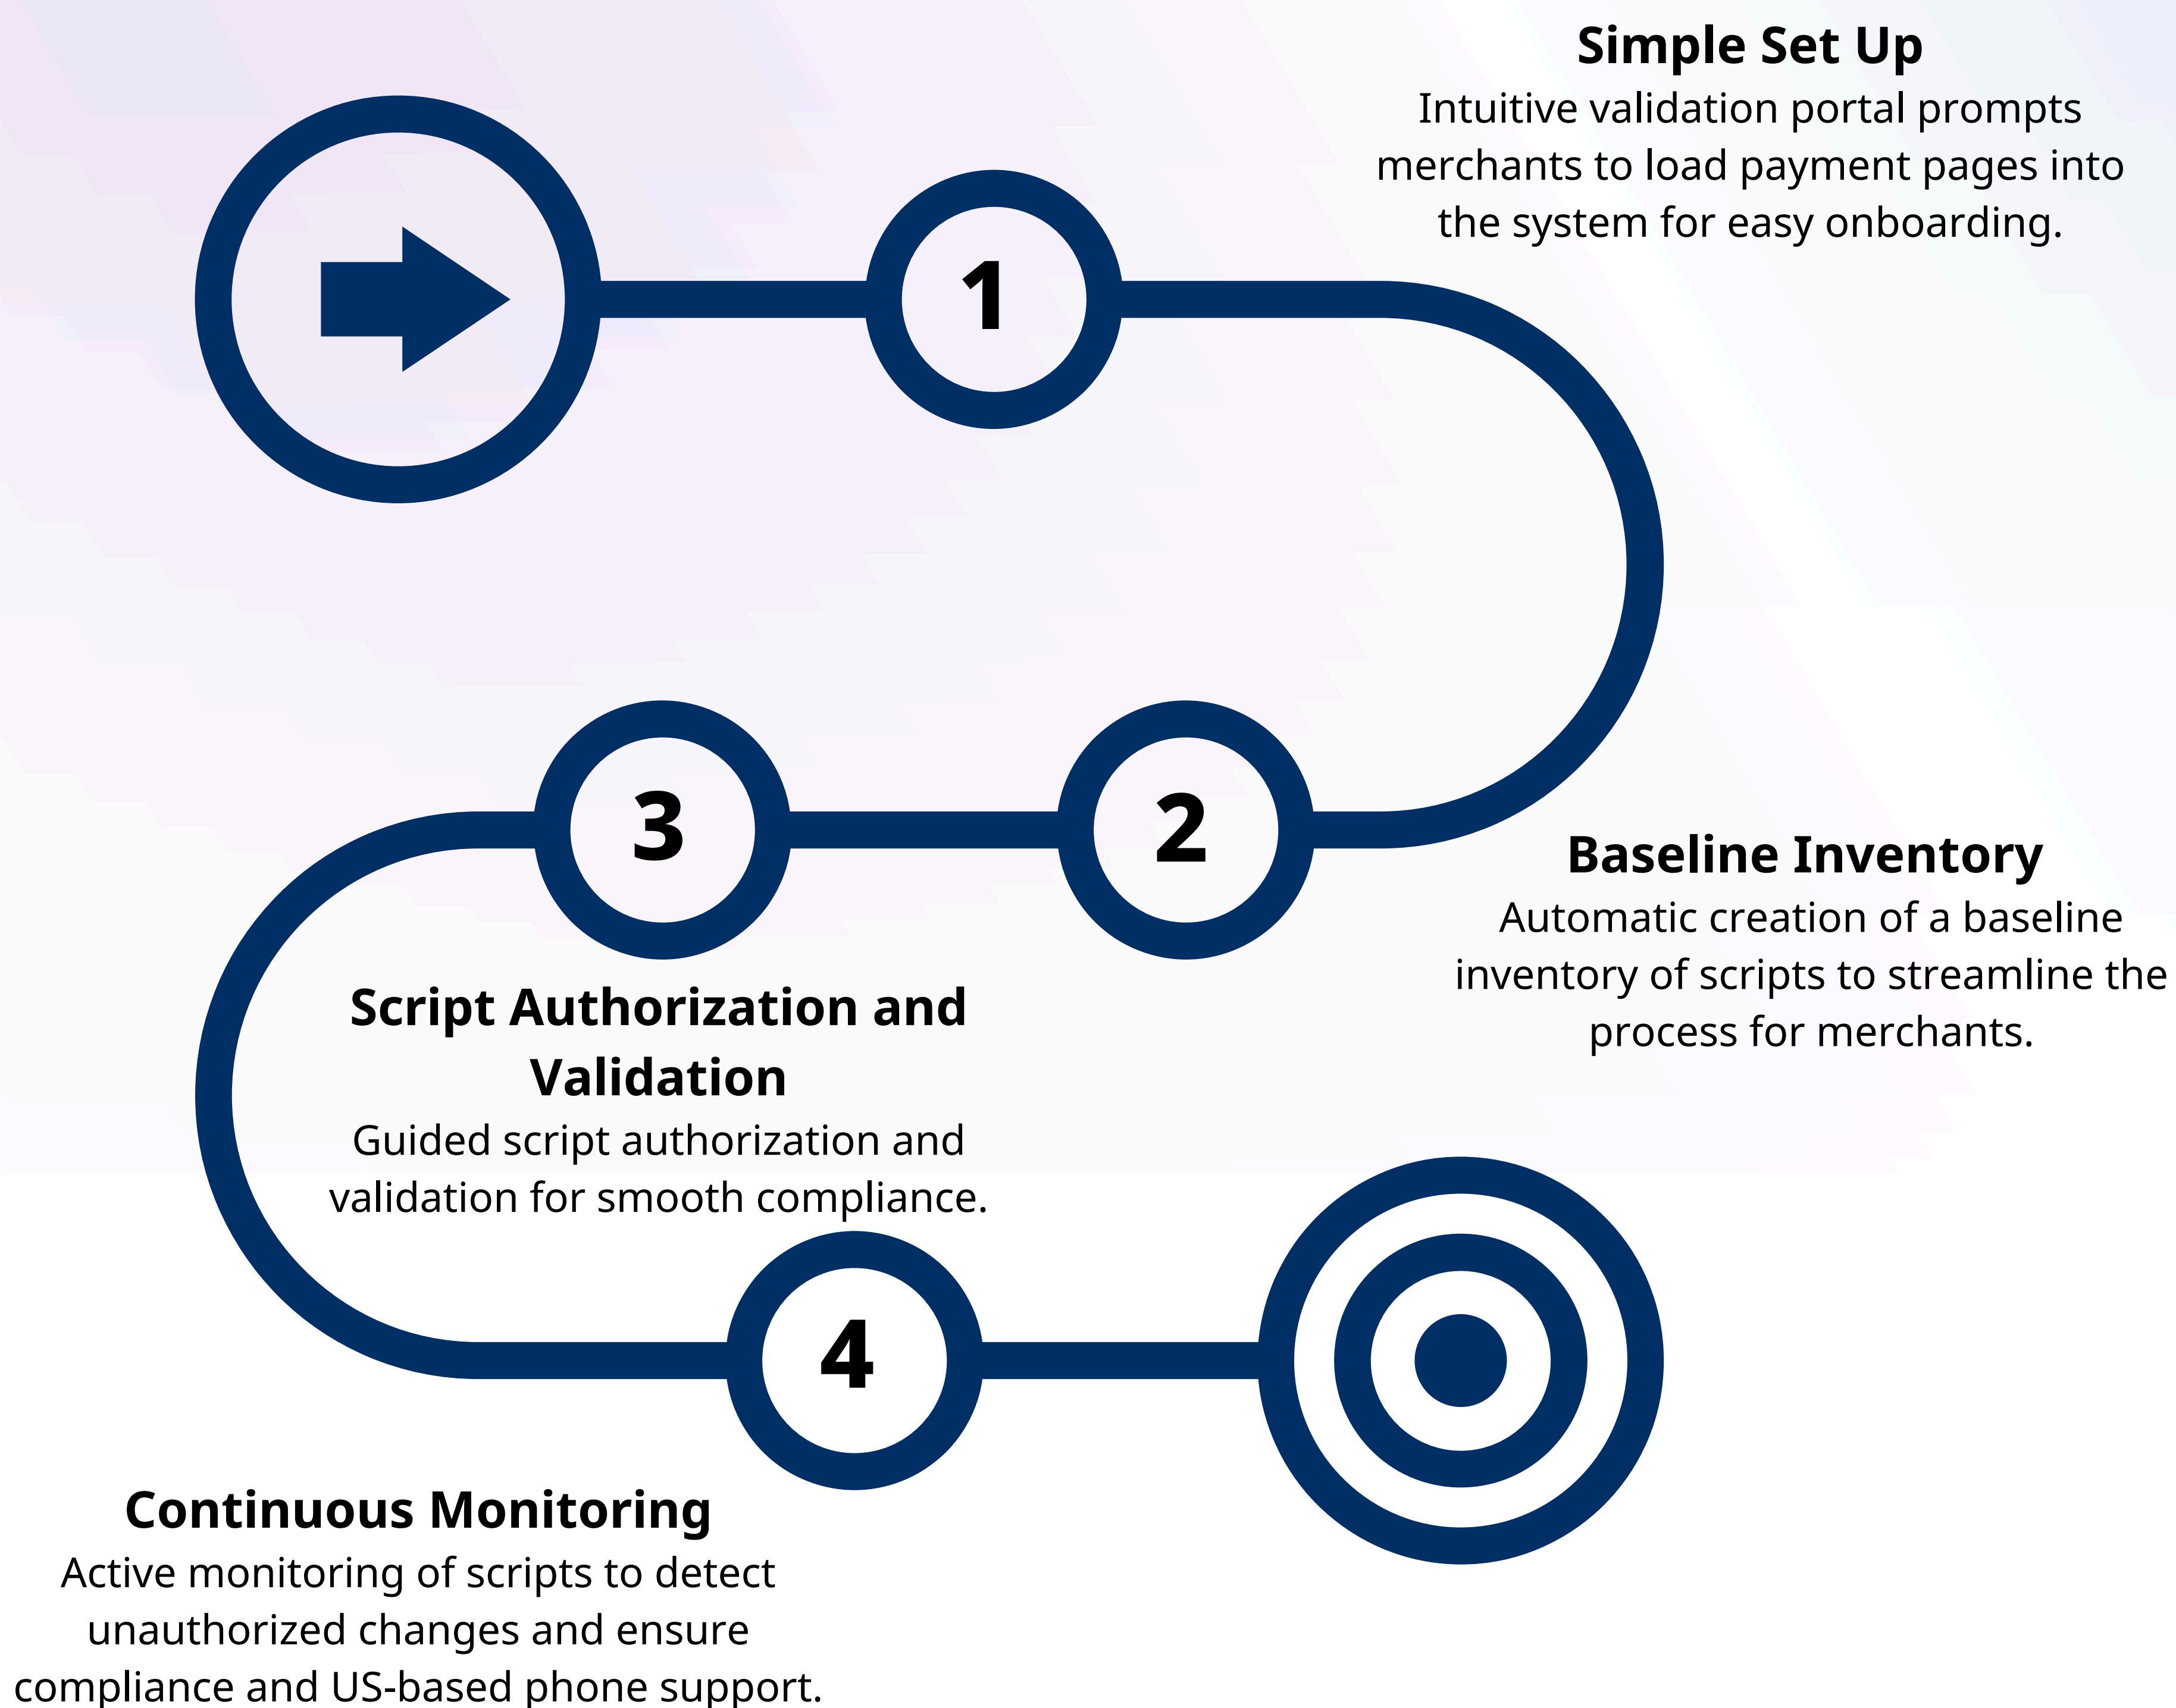 Simple Set Up
Intuitive validation portal prompts
merchants to load payment pages into
the system for easy onboarding.
1
3
2
Baseline Inventory
Automatic creation of a baseline
inventory of scripts to streamline the
process for merchants.
Script Authorization and
Validation
Guided script authorization and
validation for smooth compliance.
4
Continuous Monitoring
Active monitoring of scripts to detect
unauthorized changes and ensure
compliance and US-based phone support.